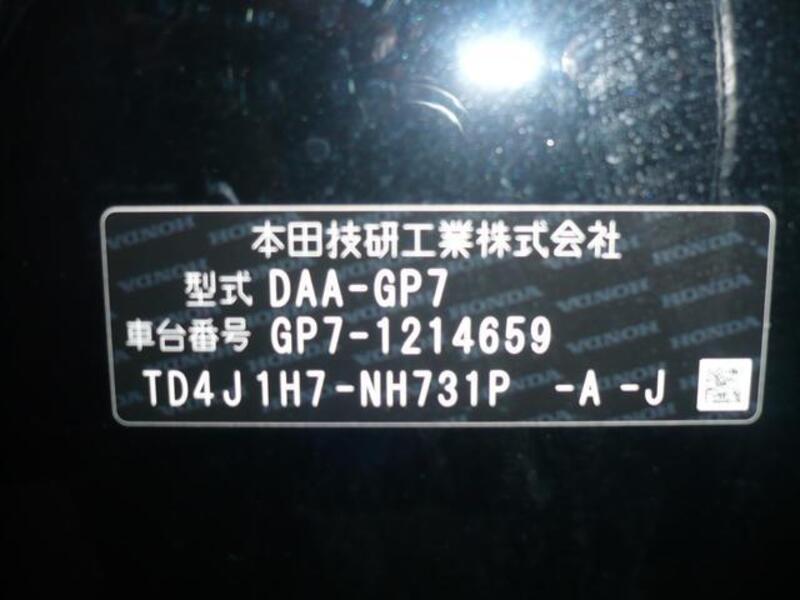 本田技研工業株式会社
型式 DAA-GP7
車台番号 GP7-1214659
TD4J1H7-NH731P -A -J